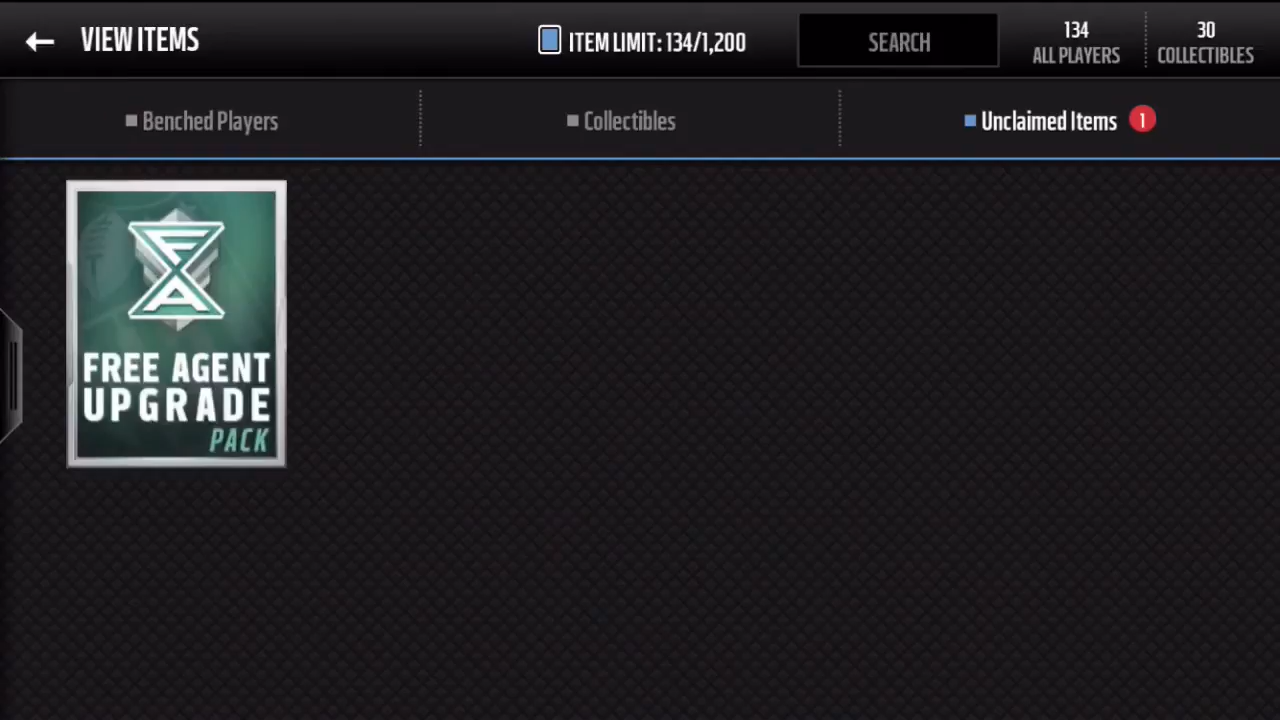 VIEW ITEMS
ITEM LIMIT: 134/1,200
SEARCH
134
ALL PLAYERS
30
COLLECTIBLES
Benched Players
Collectibles
Unclaimed Items 1
FA
FREE AGENT
UPGRADE
PACK